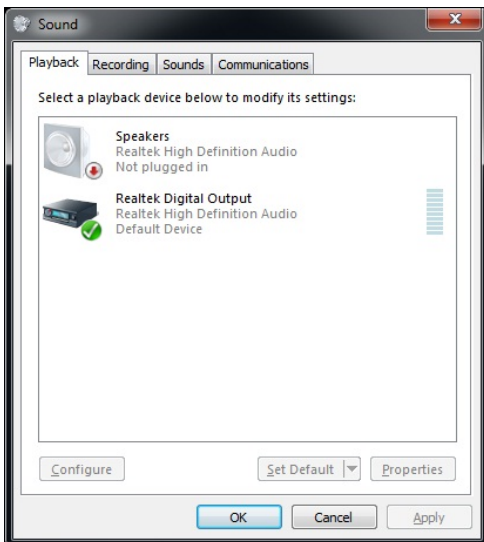 Sound
Playback Recording Sounds Communications
Select a playback device below to modify its settings:
Speakers
Realtek High Definition Audio
Not plugged in
Realtek Digital Output
Realtek High Definition Audio
Default Device
Configure Set Default Properties
OK Cancel Apply